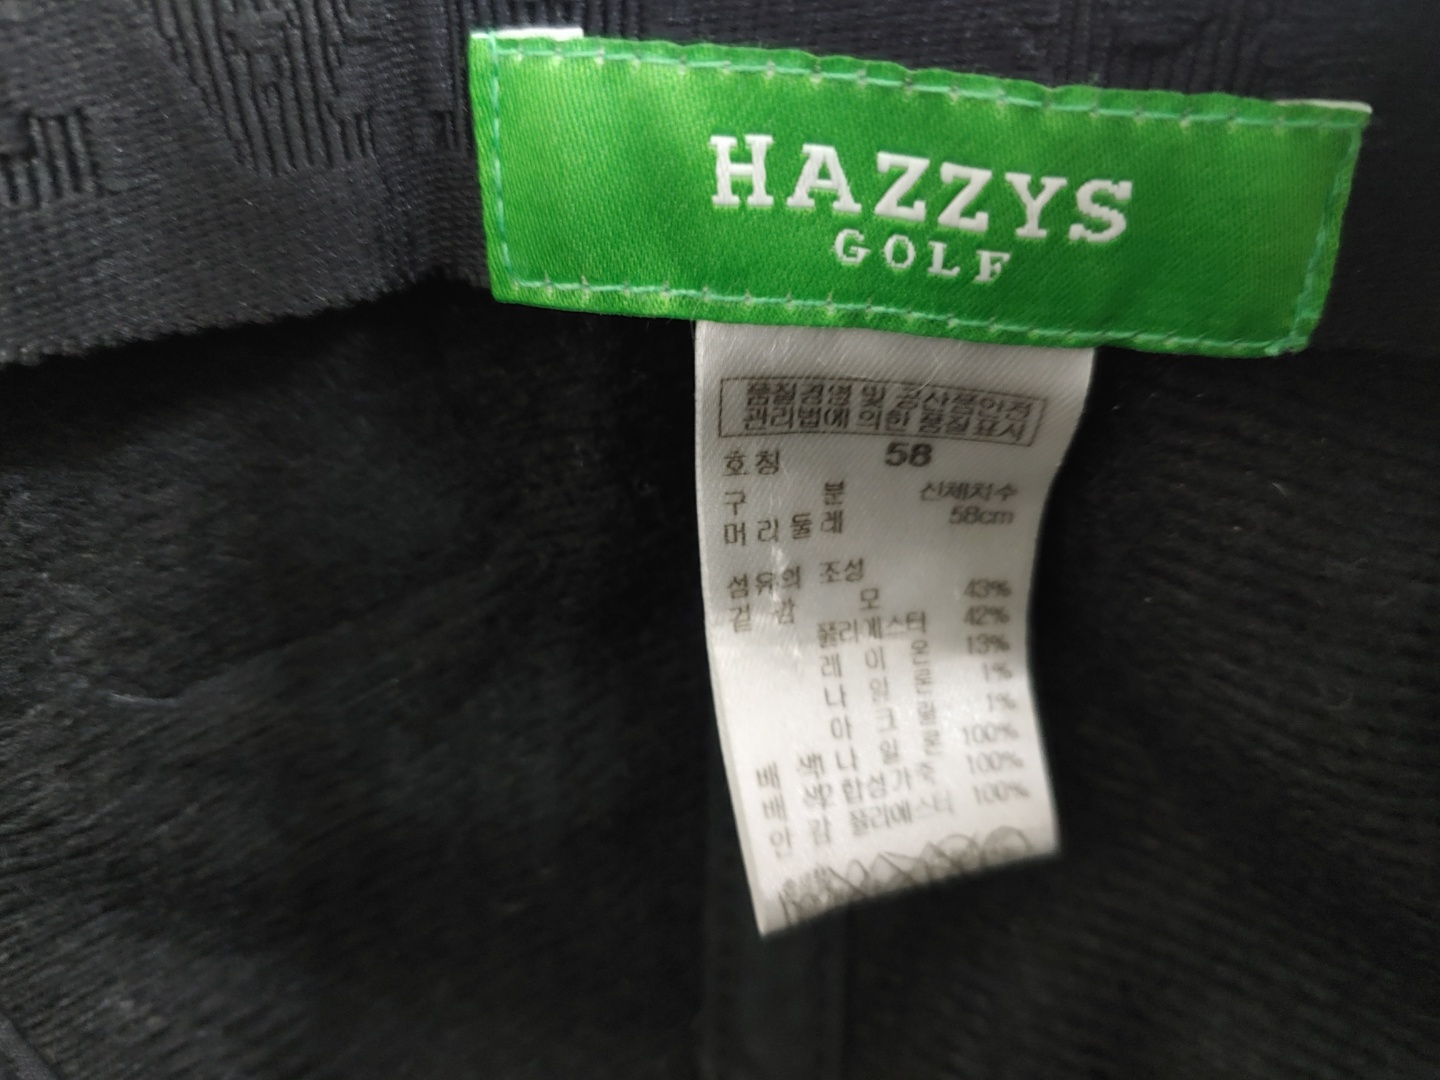 HAZZYS
GOLF
품질경영 및 공산품안전
관리법에 의한 품질표시
호칭 58
구 분 신체치수
머리둘레 58cm
섬유의 조성
겉 감 모 43%
폴리에스터 42%
레 이 온 13%
나 일 론 1%
아 크 릴 1%
배 색 나 일 론 100%
배 색2 합성가죽 100%
안 감 폴리에스터 100%